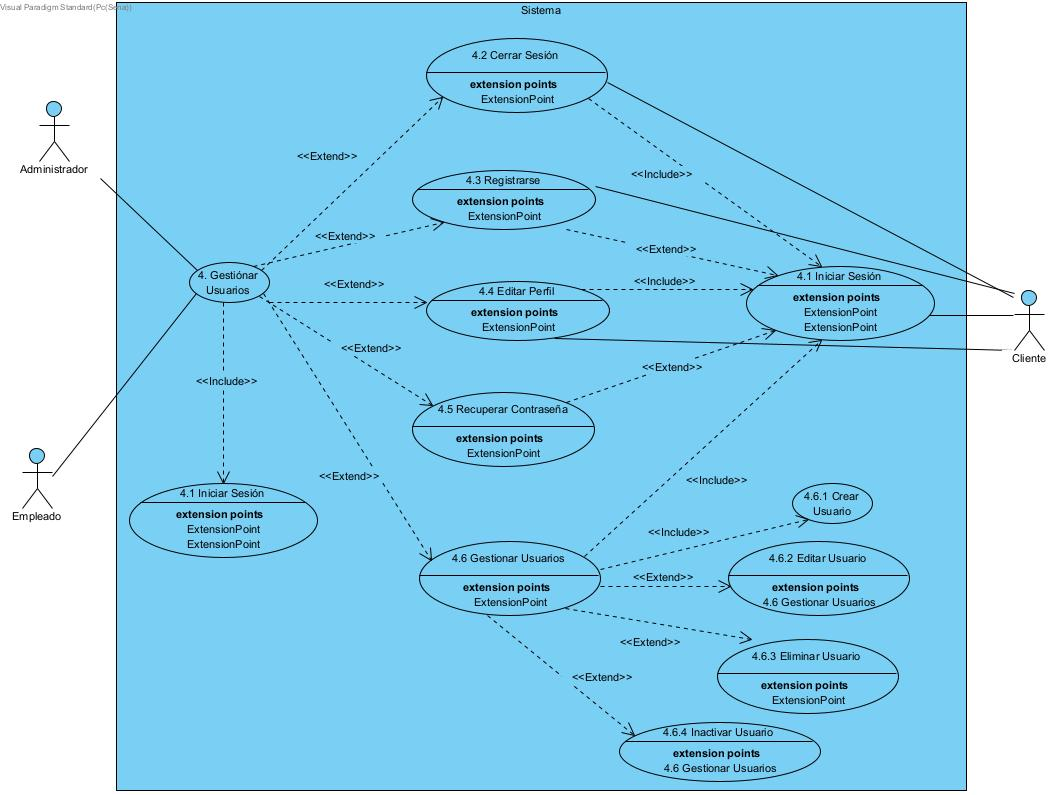 Visual Paradigm Standard(Pc(Sena))
Sistema
4.2 Cerrar Sesión
extension points
ExtensionPoint
Administrador
<<Extend>>
<<Include>>
4.3 Registrarse
extension points
ExtensionPoint
<<Extend>>
<<Extend>>
4. Gestiónar
Usuarios
<<Extend>>
4.4 Editar Perfil
extension points
ExtensionPoint
<<Include>>
4.1 Iniciar Sesión
extension points
ExtensionPoint
ExtensionPoint
Cliente
<<Extend>>
<<Extend>>
<<Include>>
4.5 Recuperar Contraseña
extension points
ExtensionPoint
<<Extend>>
<<Include>>
4.1 Iniciar Sesión
extension points
ExtensionPoint
ExtensionPoint
Empleado
4.6.1 Crear
Usuario
<<Include>>
4.6 Gestionar Usuarios
extension points
ExtensionPoint
<<Extend>>
4.6.2 Editar Usuario
extension points
4.6 Gestionar Usuarios
<<Extend>>
4.6.3 Eliminar Usuario
extension points
ExtensionPoint
<<Extend>>
4.6.4 Inactivar Usuario
extension points
4.6 Gestionar Usuarios